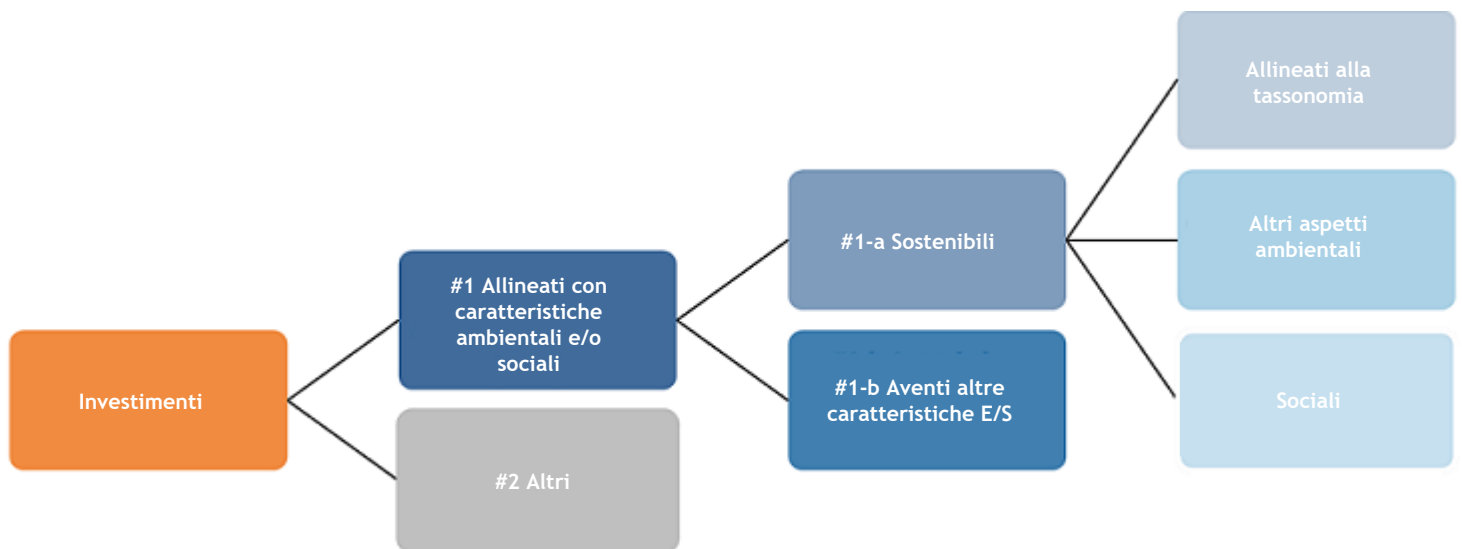 Allineati alla
tassonomia
#1-a Sostenibili
Altri aspetti
ambientali
#1 Allineati con
caratteristiche
ambientali e/o
sociali
Investimenti
#1-b Aventi altre
caratteristiche E/S
Sociali
#2 Altri